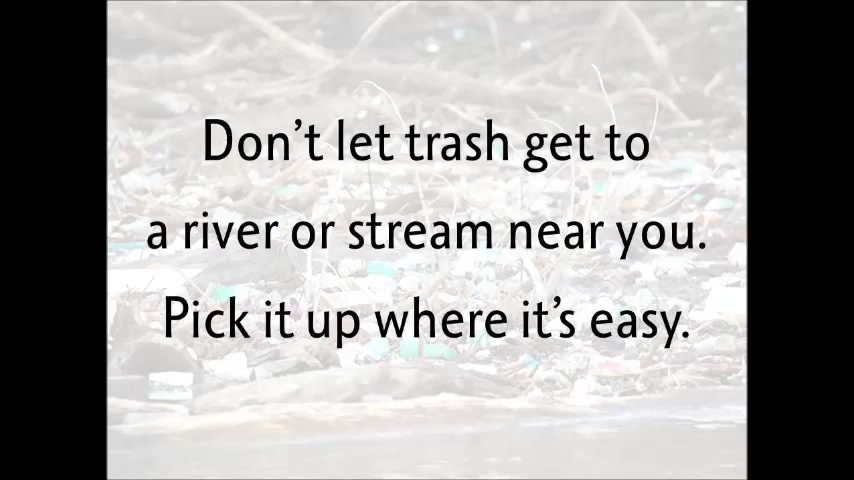 Don’t let trash get to
a river or stream near you.
Pick it up where it’s easy.